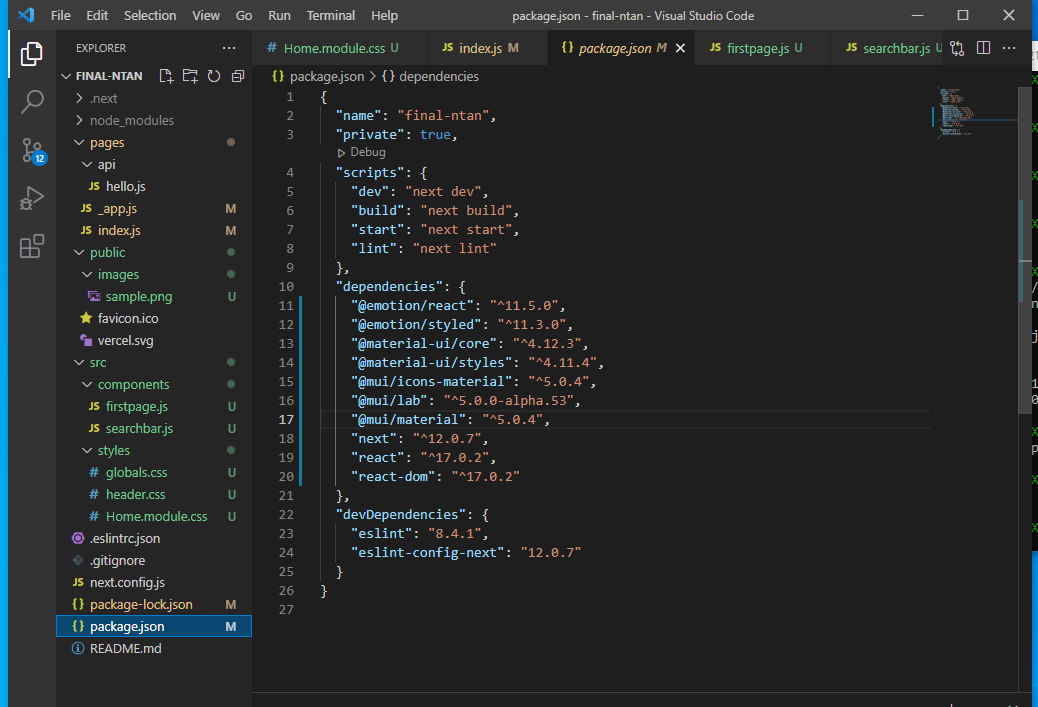 File Edit Selection View Go Run Terminal Help package.json - final-ntan - Visual Studio Code
EXPLORER
FINAL-NTAN
.next
node_modules
pages
api
JS hello.js
JS _app.js M
JS index.js M
public
images
sample.png U
favicon.ico
vercel.svg
src
components
JS firstpage.js U
JS searchbar.js U
styles
# globals.css U
# header.css U
# Home.module.css U
.eslintrc.json
.gitignore
JS next.config.js
{} package-lock.json M
{} package.json M
README.md
12
# Home.module.css U JS index.js M {} package.json M JS firstpage.js U JS searchbar.js U
{} package.json > {} dependencies
1 {
2 "name": "final-ntan",
3 "private": true,
Debug
4 "scripts": {
5 "dev": "next dev",
6 "build": "next build",
7 "start": "next start",
8 "lint": "next lint"
9 },
10 "dependencies": {
11 "@emotion/react": "^11.5.0",
12 "@emotion/styled": "^11.3.0",
13 "@material-ui/core": "^4.12.3",
14 "@material-ui/styles": "^4.11.4",
15 "@mui/icons-material": "^5.0.4",
16 "@mui/lab": "^5.0.0-alpha.53",
17 "@mui/material": "^5.0.4",
18 "next": "^12.0.7",
19 "react": "^17.0.2",
20 "react-dom": "^17.0.2"
21 },
22 "devDependencies": {
23 "eslint": "8.4.1",
24 "eslint-config-next": "12.0.7"
25 }
26 }
27